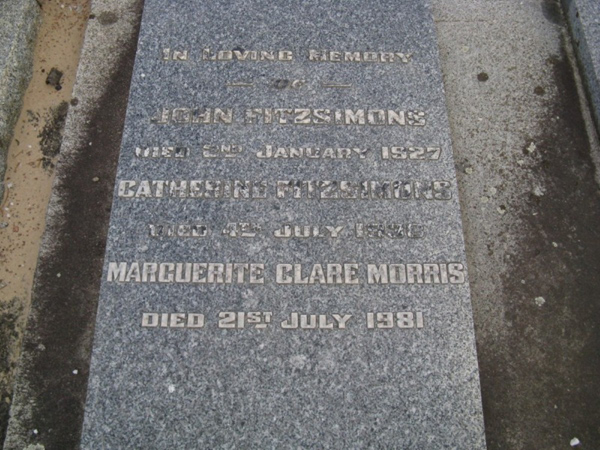 IN LOVING MEMORY
OF
JOHN FITZSIMONS
DIED 2ND JANUARY 1927
CATHERINE FITZSIMONS
DIED 4TH JULY
MARGUERITE CLARE MORRIS
DIED 21ST JULY 1981